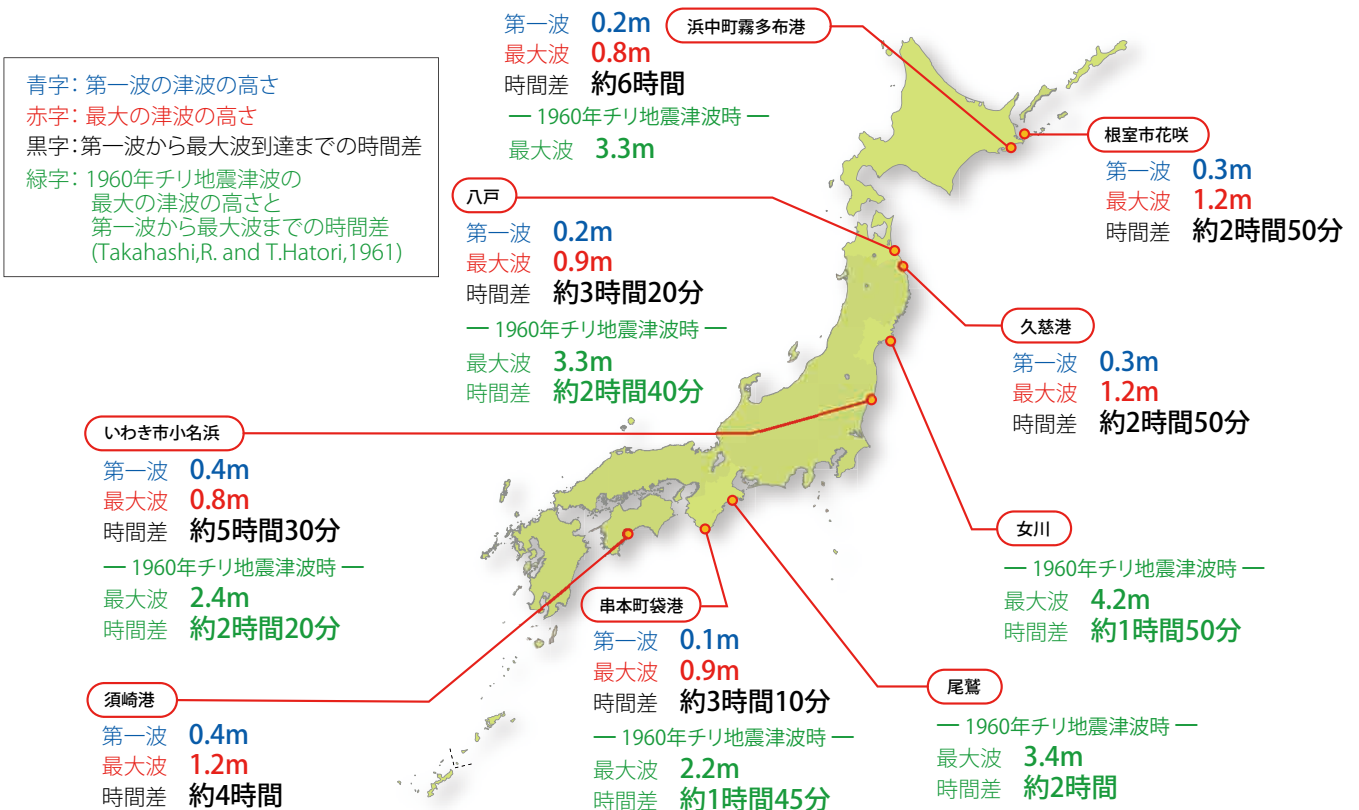 青字：第一波の津波の高さ
赤字：最大の津波の高さ
黒字：第一波から最大波到達までの時間差
緑字：1960年チリ地震津波の
最大の津波の高さと
第一波から最大波までの時間差
(Takahashi,R. and T.Hatori,1961)
浜中町霧多布港
第一波 0.2m
最大波 0.8m
時間差 約6時間
― 1960年チリ地震津波時 ―
最大波 3.3m
根室市花咲
第一波 0.3m
最大波 1.2m
時間差 約2時間50分
八戸
第一波 0.2m
最大波 0.9m
時間差 約3時間20分
― 1960年チリ地震津波時 ―
最大波 3.3m
時間差 約2時間40分
久慈港
第一波 0.3m
最大波 1.2m
時間差 約2時間50分
いわき市小名浜
第一波 0.4m
最大波 0.8m
時間差 約5時間30分
― 1960年チリ地震津波時 ―
最大波 2.4m
時間差 約2時間20分
女川
― 1960年チリ地震津波時 ―
最大波 4.2m
時間差 約1時間50分
須崎港
第一波 0.4m
最大波 1.2m
時間差 約4時間
串本町袋港
第一波 0.1m
最大波 0.9m
時間差 約3時間10分
― 1960年チリ地震津波時 ―
最大波 2.2m
時間差 約1時間45分
尾鷲
― 1960年チリ地震津波時 ―
最大波 3.4m
時間差 約2時間